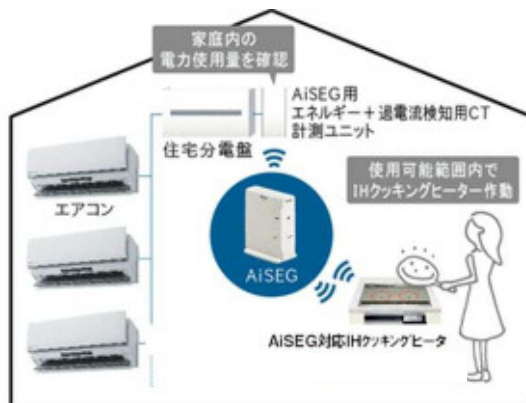 家庭内の
電力使用量を確認
AiSEG用
エネルギー+過電流検知用CT
計測ユニット
住宅分電盤
使用可能範囲内で
IHクッキングヒーター作動
エアコン
AiSEG
AiSEG対応IHクッキングヒータ